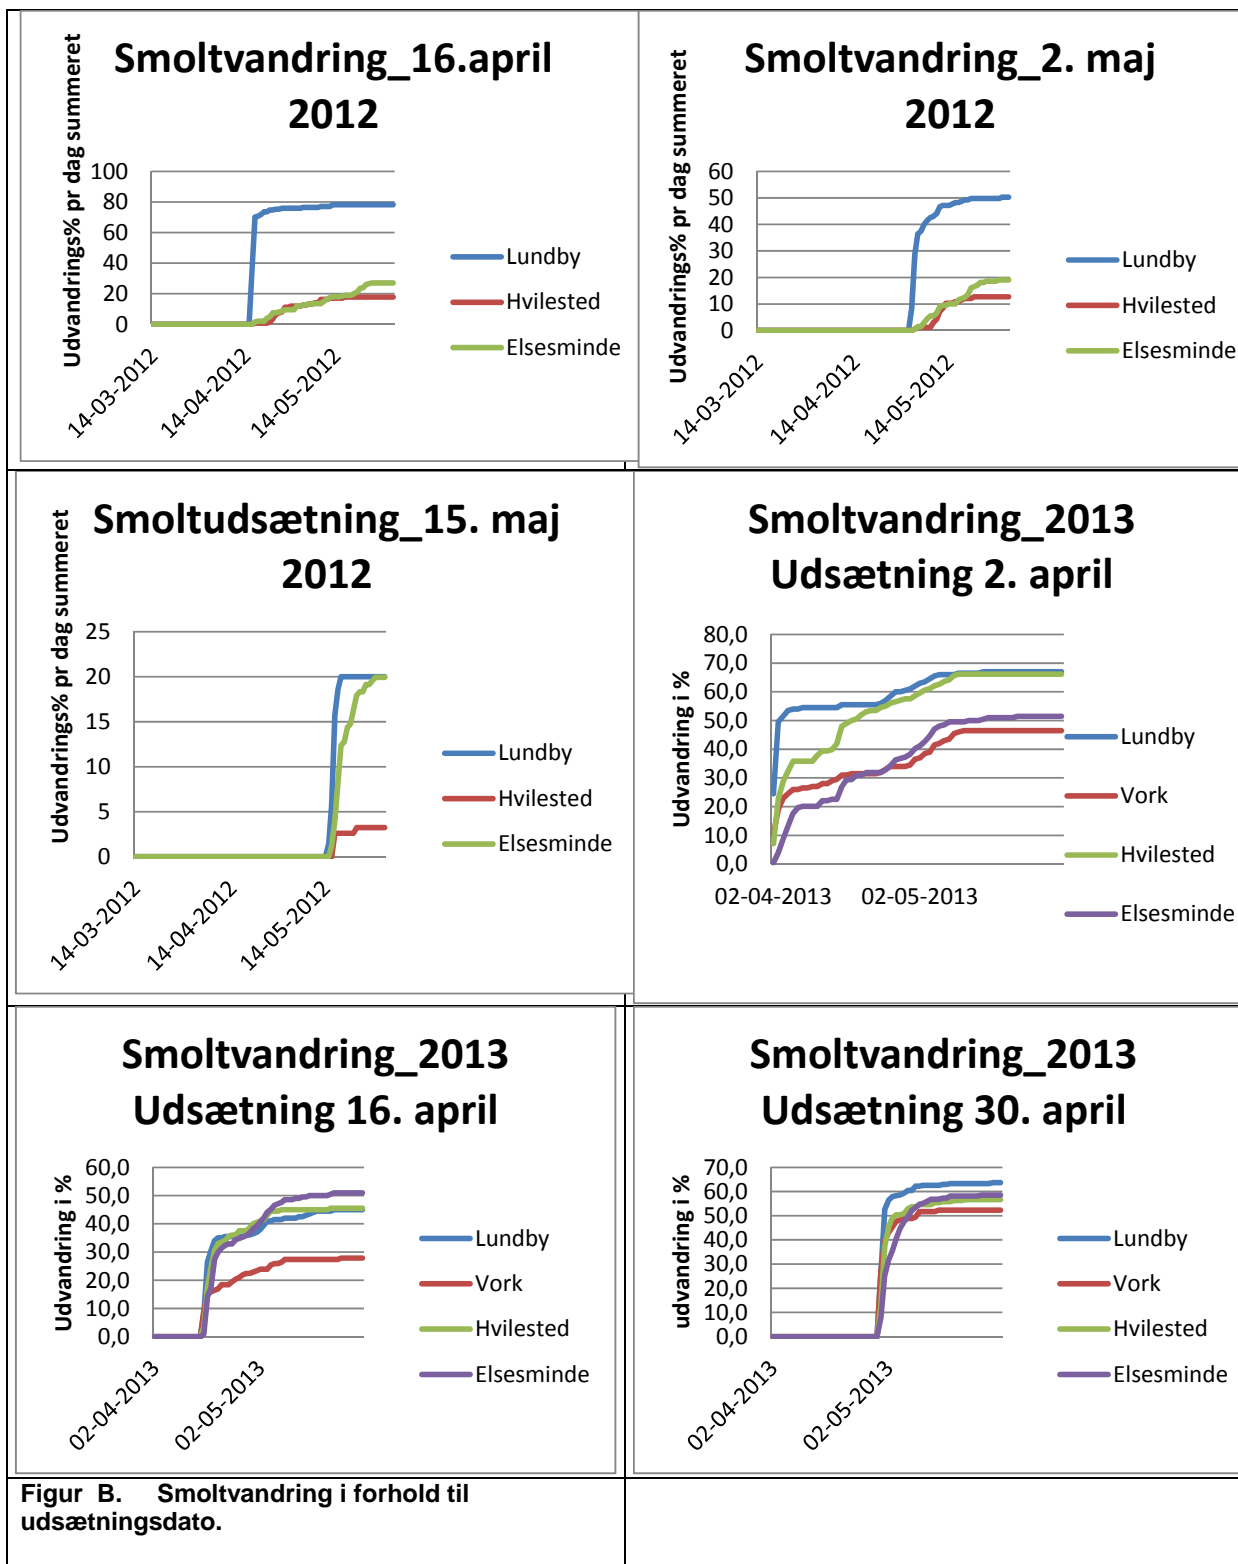 Smoltvandring_16.april
2012
Udvandrings% pr dag summeret
100
80
60
40
20
0
14-03-2012
14-04-2012
14-05-2012
Lundby
Hvilested
Elsesminde
Smoltvandring_2. maj
2012
Udvandrings% pr dag summeret
60
50
40
30
20
10
0
14-03-2012
14-04-2012
14-05-2012
Lundby
Hvilested
Elsesminde
Smoltudsætning_15. maj
2012
Udvandrings% pr dag summeret
25
20
15
10
5
0
14-03-2012
14-04-2012
14-05-2012
Lundby
Hvilested
Elsesminde
Smoltvandring_2013
Udsætning 2. april
Udvandring i %
80,0
70,0
60,0
50,0
40,0
30,0
20,0
10,0
0,0
02-04-2013
02-05-2013
Lundby
Vork
Hvilested
Elsesminde
Smoltvandring_2013
Udsætning 16. april
Udvandring i %
60,0
50,0
40,0
30,0
20,0
10,0
0,0
02-04-2013
02-05-2013
Lundby
Vork
Hvilested
Elsesminde
Smoltvandring_2013
Udsætning 30. april
udvandring i %
70,0
60,0
50,0
40,0
30,0
20,0
10,0
0,0
02-04-2013
02-05-2013
Lundby
Vork
Hvilested
Elsesminde
Figur B. Smoltvandring i forhold til
udsætningsdato.